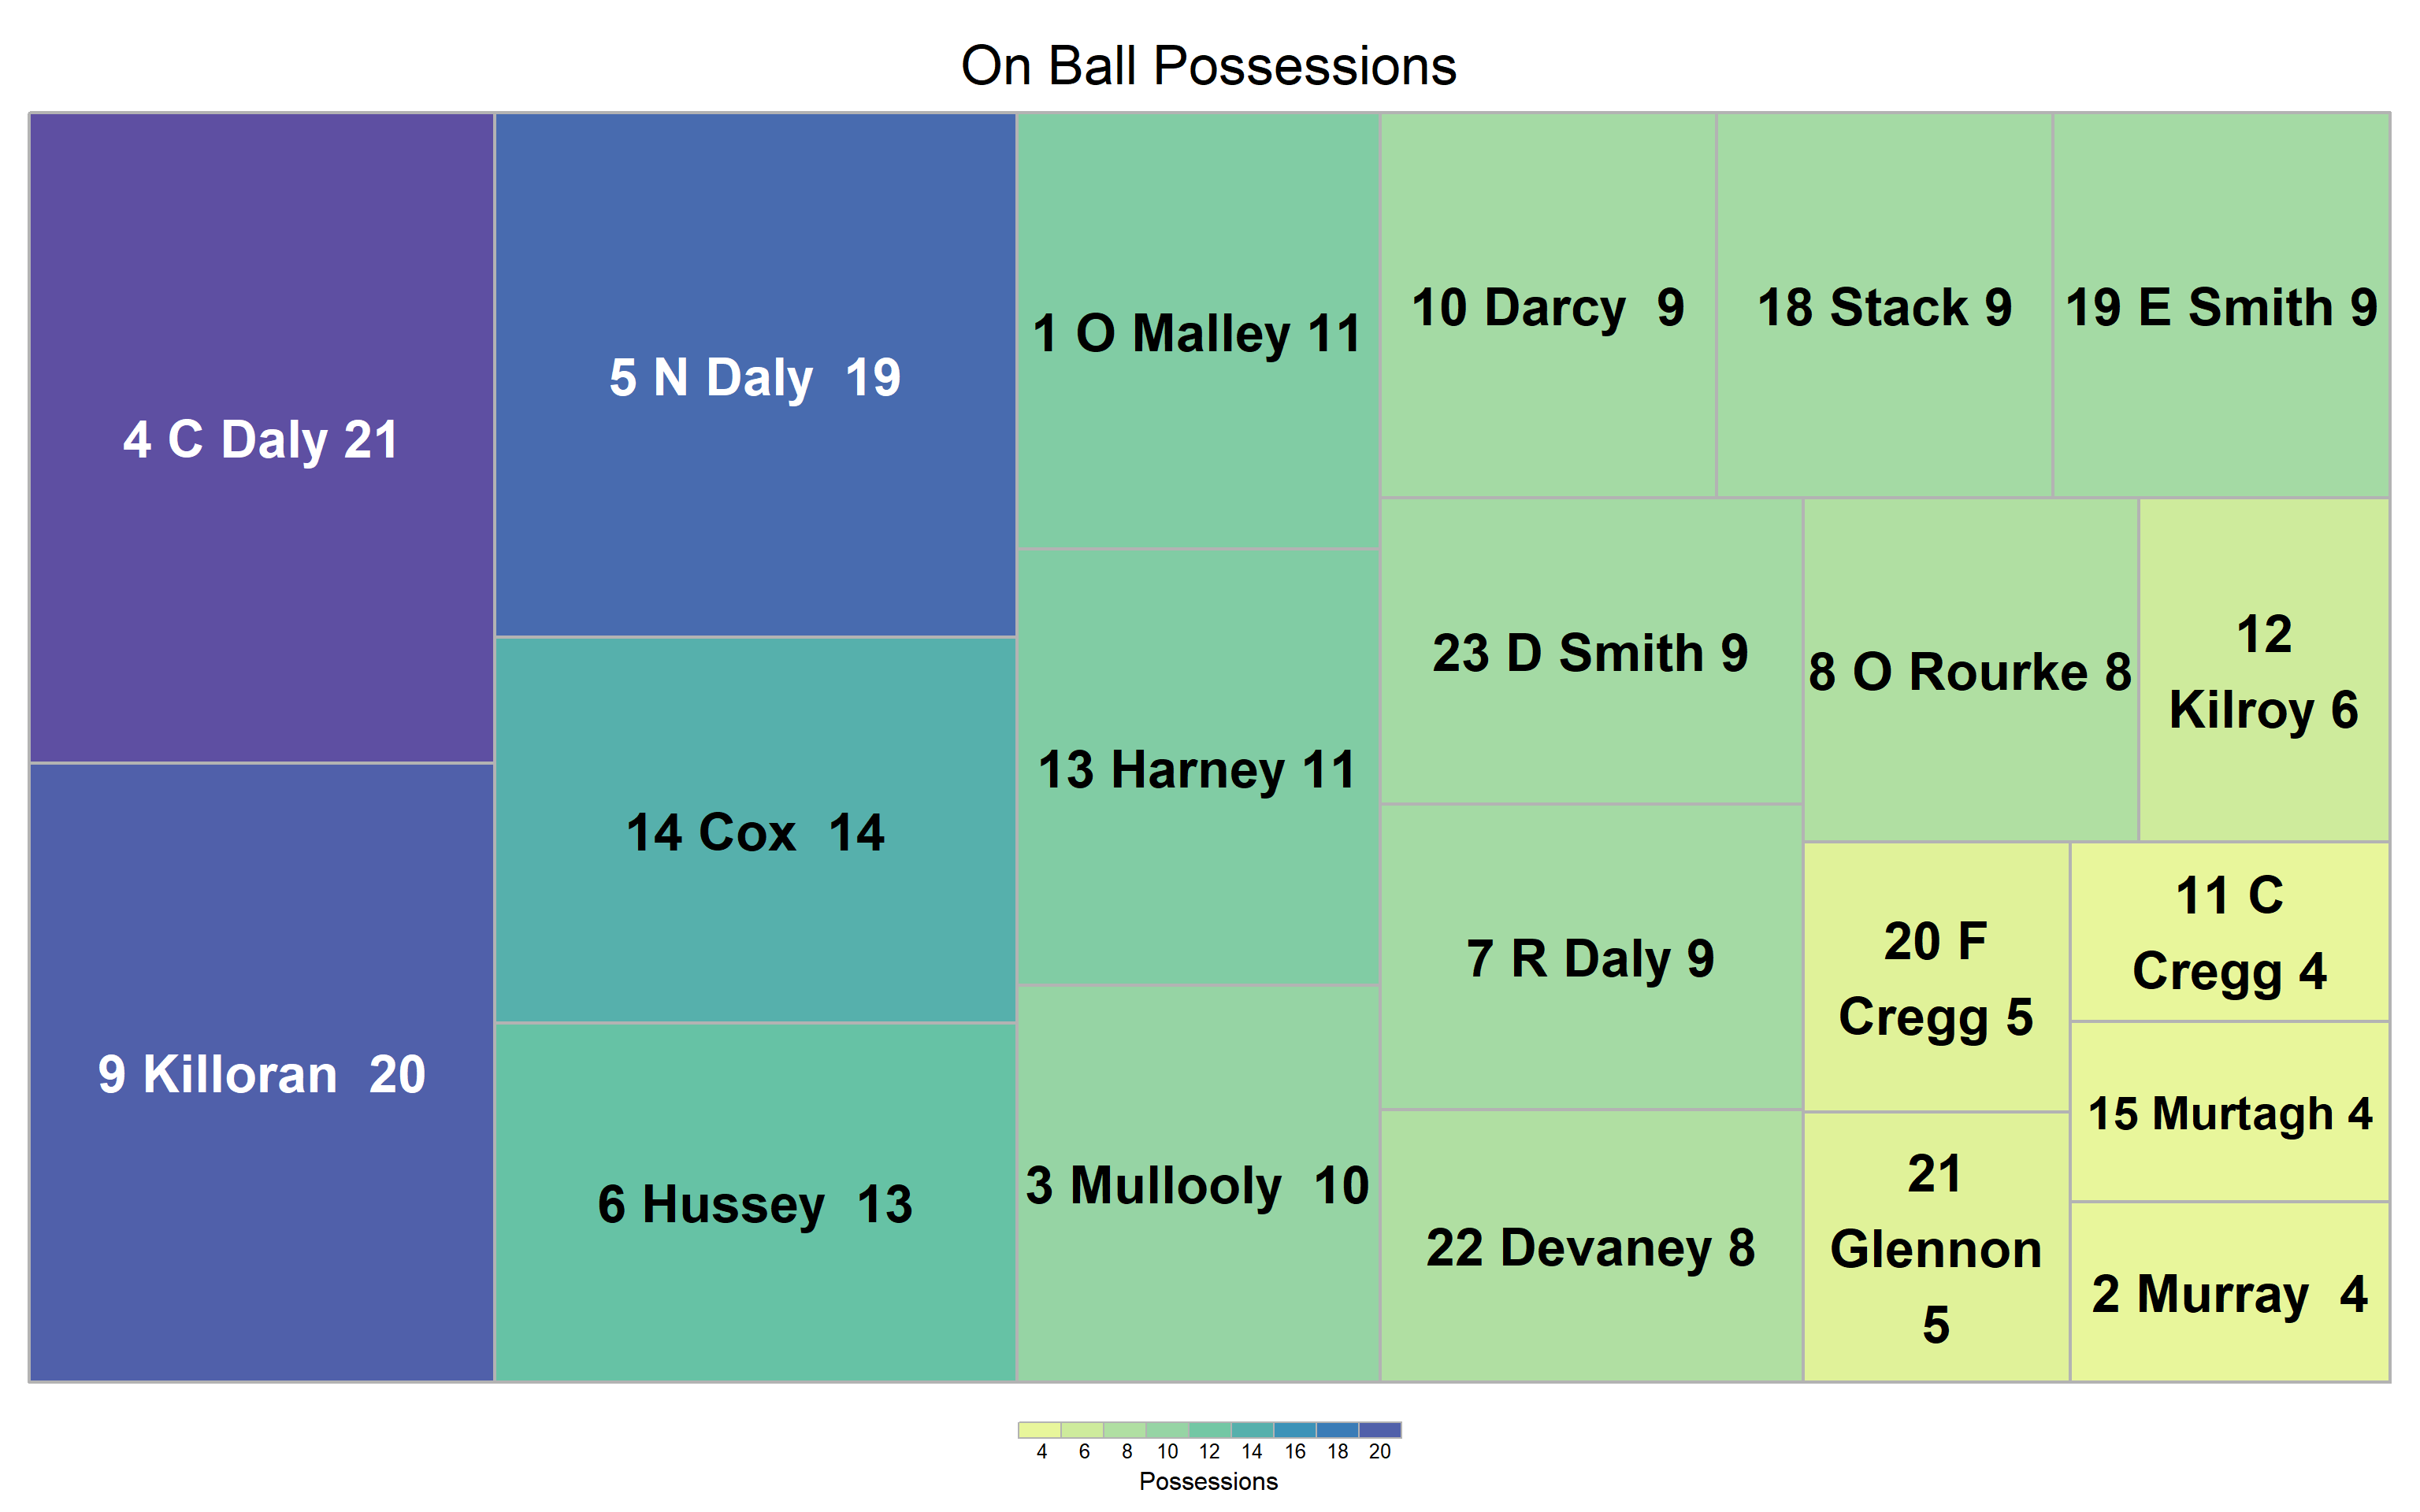 On Ball Possessions
4 C Daly 21
9 Killoran  20
5 N Daly  19
14 Cox  14
6 Hussey  13
1 O Malley 11
13 Harney 11
3 Mullooly  10
10 Darcy  9
18 Stack 9
19 E Smith 9
23 D Smith 9
7 R Daly 9
22 Devaney 8
8 O Rourke 8
12
Kilroy 6
20 F
Cregg 5
21
Glennon
5
11 C
Cregg 4
15 Murtagh 4
2 Murray  4
4 6 8 10 12 14 16 18 20
Possessions